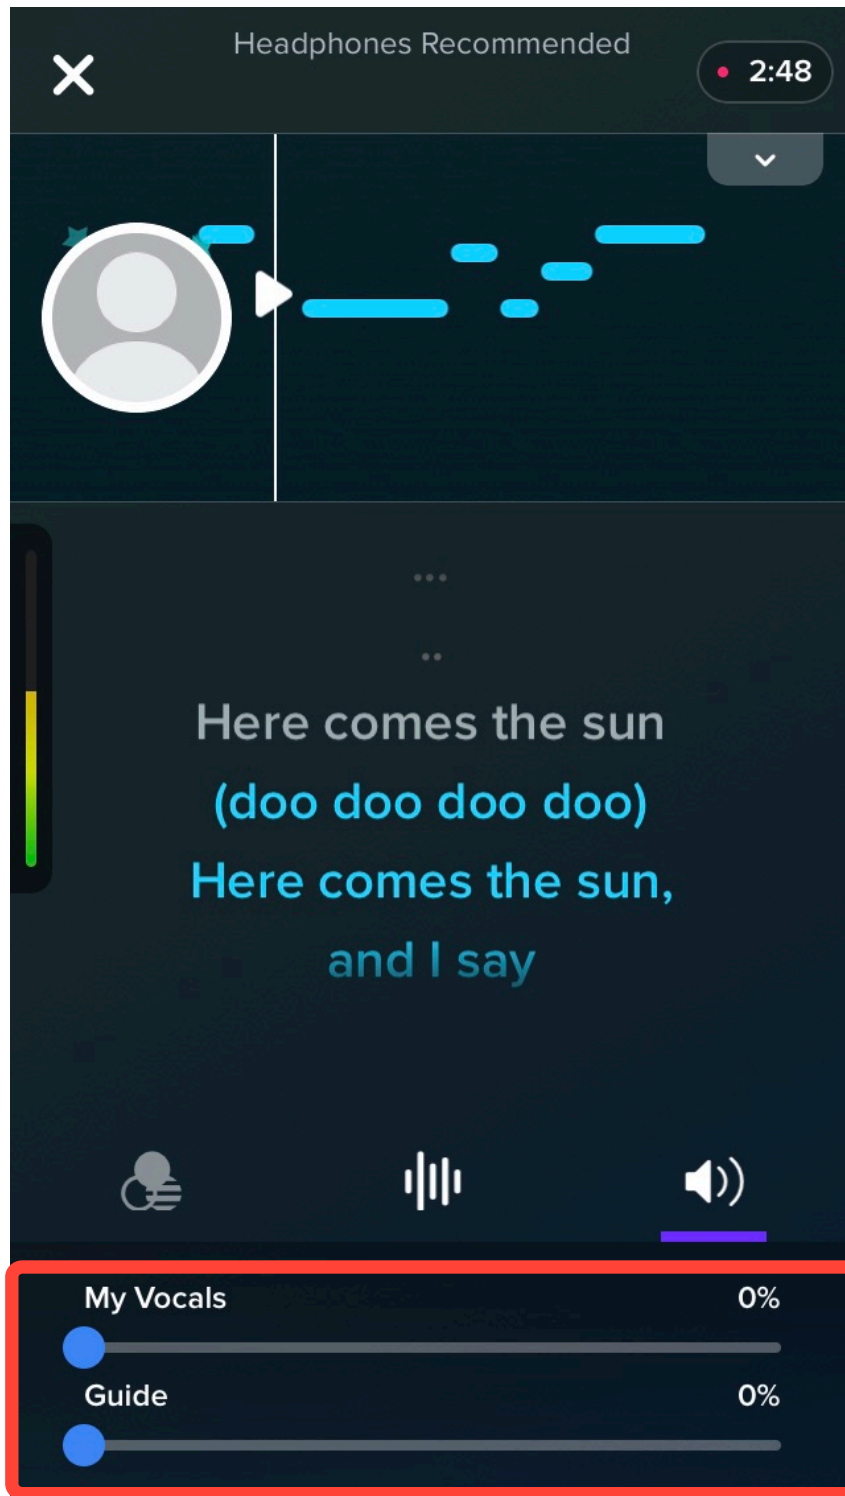 Headphones Recommended
2:48
...
..
Here comes the sun
(doo doo doo doo)
Here comes the sun,
and I say
My Vocals 0%
Guide 0%